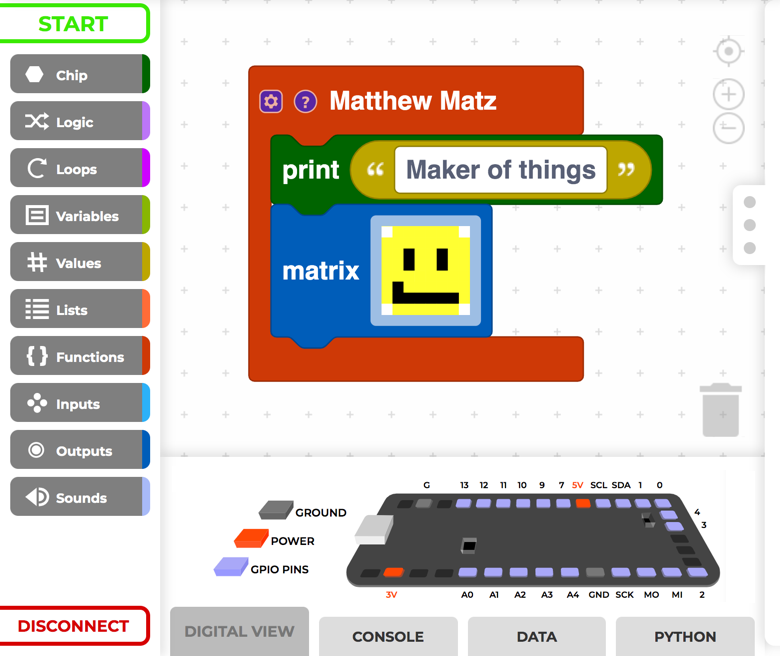 START
Chip
Logic
Loops
Variables
Values
Lists
Functions
Inputs
Outputs
Sounds
DISCONNECT
? Matthew Matz
print “ Maker of things ”
matrix
G 13 12 11 10 9 7 5V SCL SDA 1 0
4
3
GROUND
POWER
GPIO PINS
3V A0 A1 A2 A3 A4 GND SCK MO MI 2
DIGITAL VIEW
CONSOLE
DATA
PYTHON